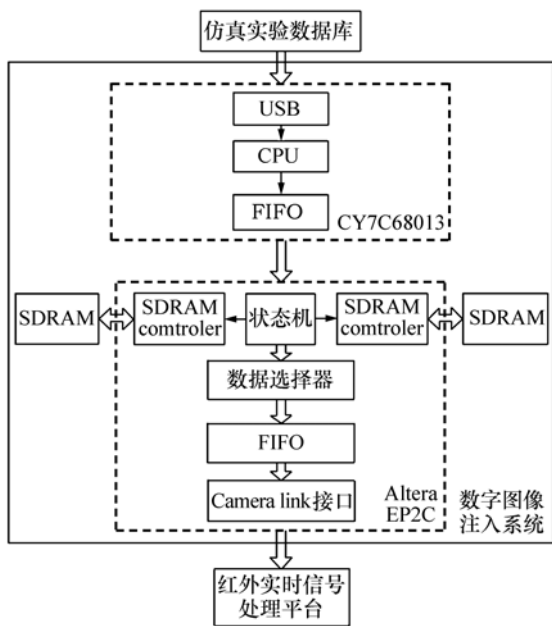 仿真实验数据库
USB
CPU
FIFO
CY7C68013
SDRAM
SDRAM
comtroler
状态机
SDRAM
comtroler
SDRAM
数据选择器
FIFO
Camera link接口
Altera
EP2C
数字图像
注入系统
红外实时信号
处理平台